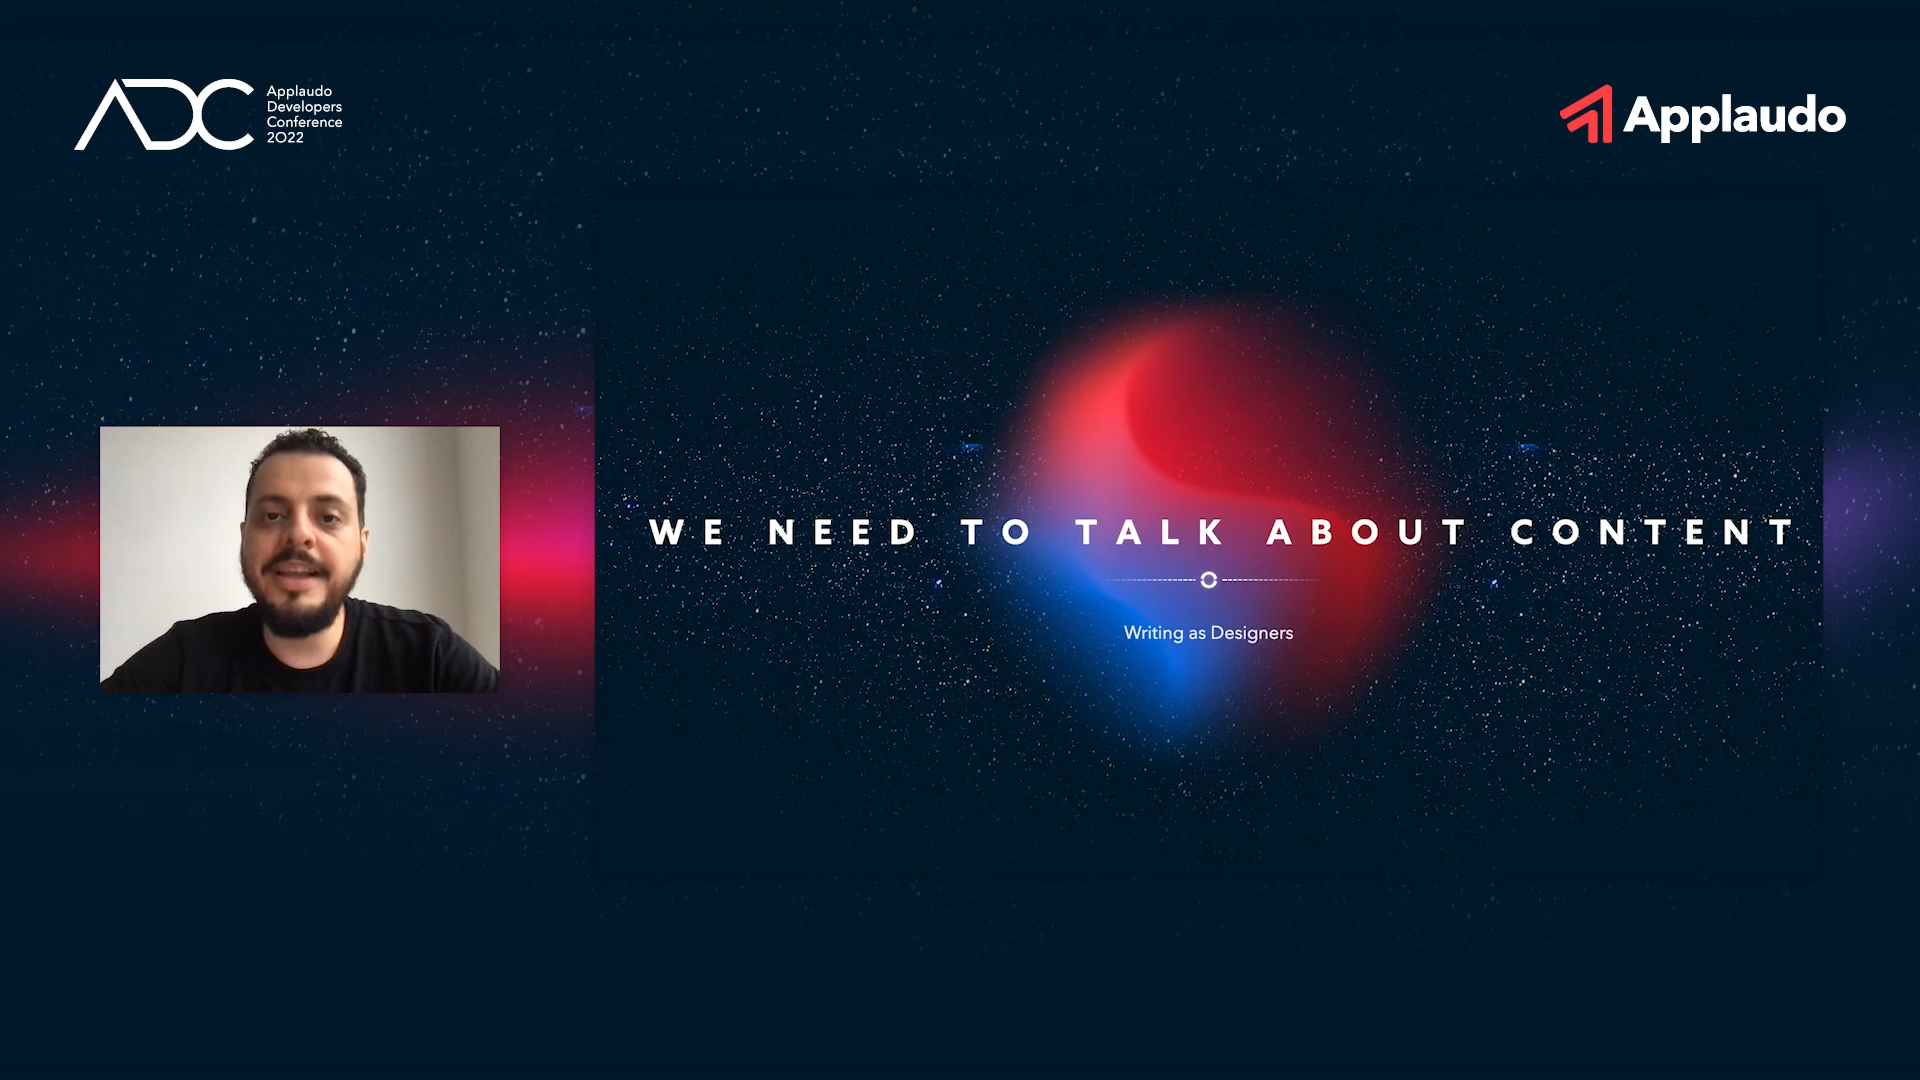 ADC
Applaudo
Developers
Conference
2022
Applaudo
WE NEED TO TALK ABOUT CONTENT
Writing as Designers